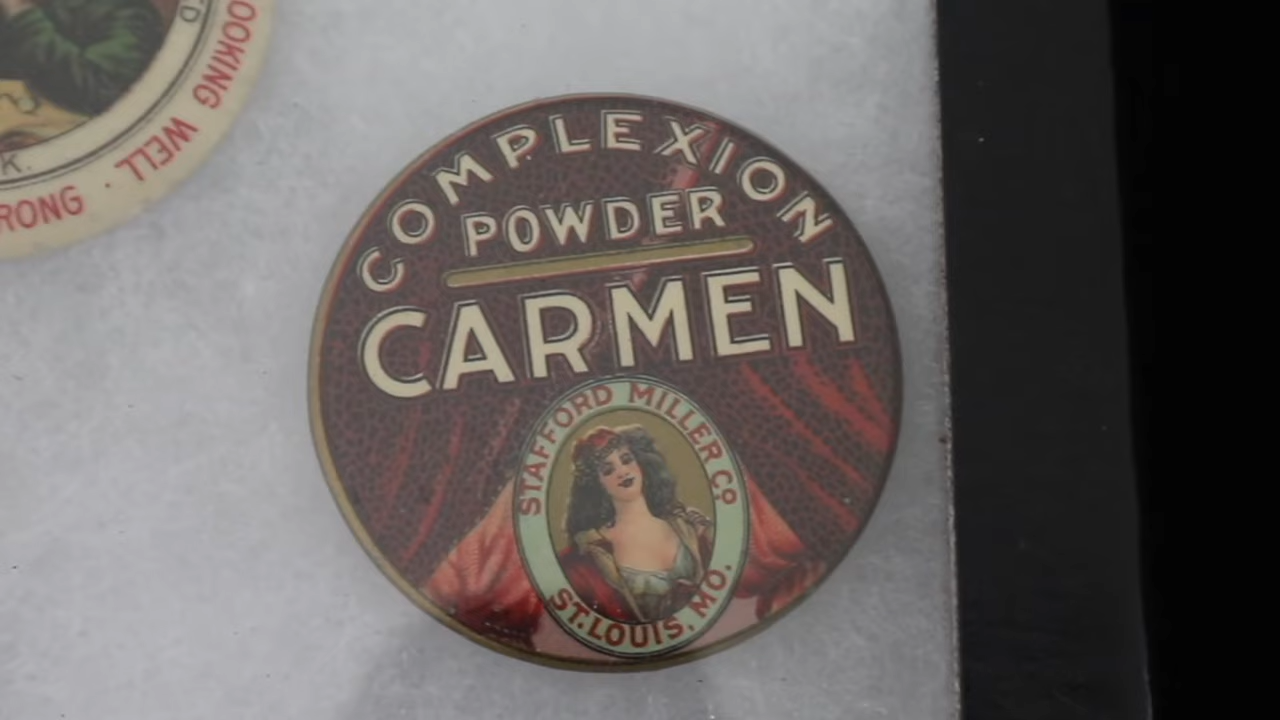 COMPLEXION
POWDER
CARMEN
STAFFORD MILLER Co
ST. LOUIS, MO.
OOKING WELL ·
RONG
K.
D